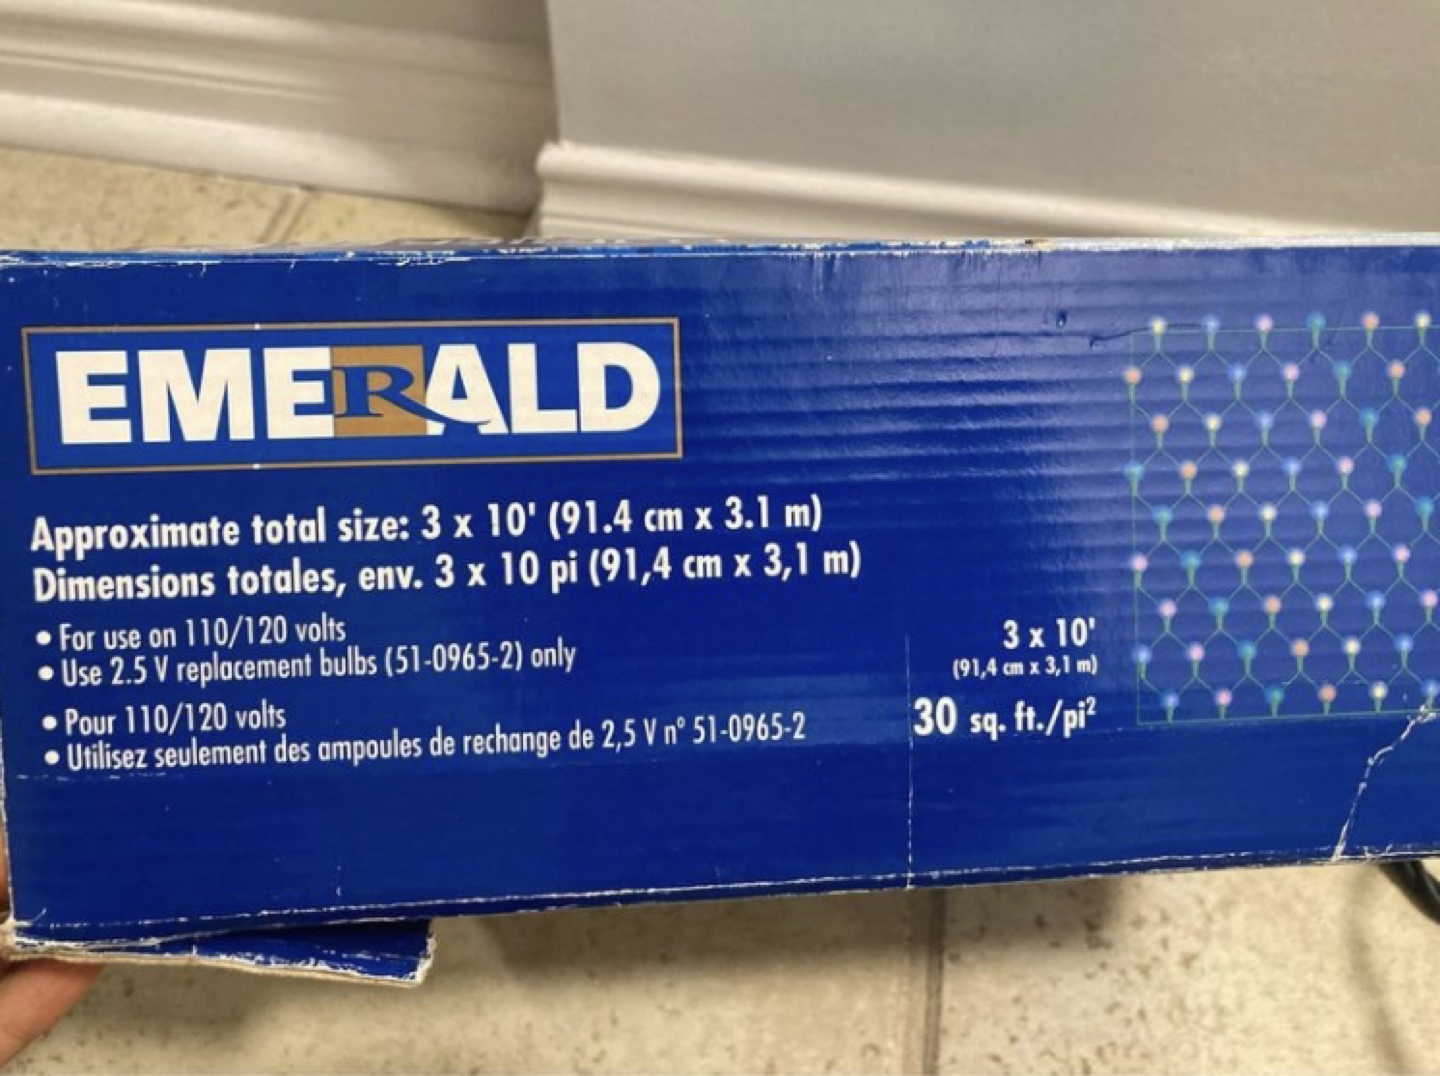 EMERALD
Approximate total size: 3 x 10' (91.4 cm x 3.1 m)
Dimensions totales, env. 3 x 10 pi (91,4 cm x 3,1 m)
• For use on 110/120 volts
• Use 2.5 V replacement bulbs (51-0965-2) only
• Pour 110/120 volts
• Utilisez seulement des ampoules de rechange de 2,5 V n° 51-0965-2
3 x 10'
(91,4 cm x 3,1 m)
30 sq. ft./pi²